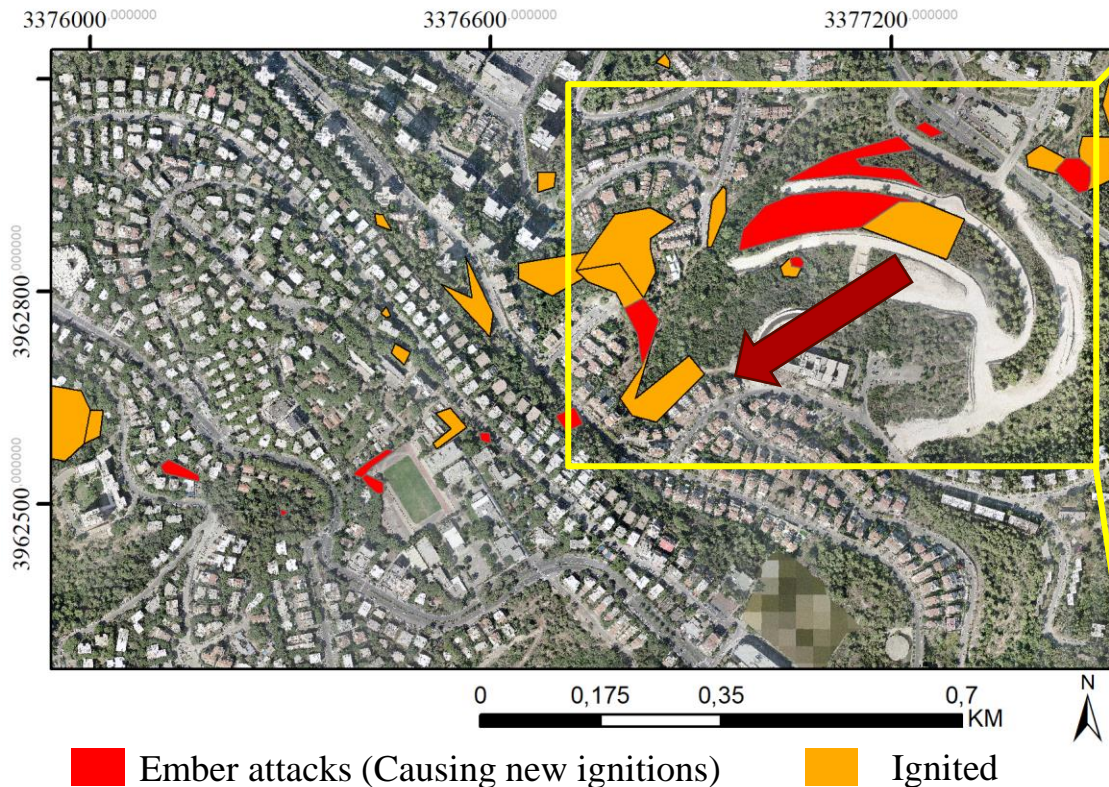 3376000,000000 3376600,000000 3377200,000000
3962800,000000
3962500,000000
N
0 0,175 0,35 0,7
KM
Ember attacks (Causing new ignitions) Ignited